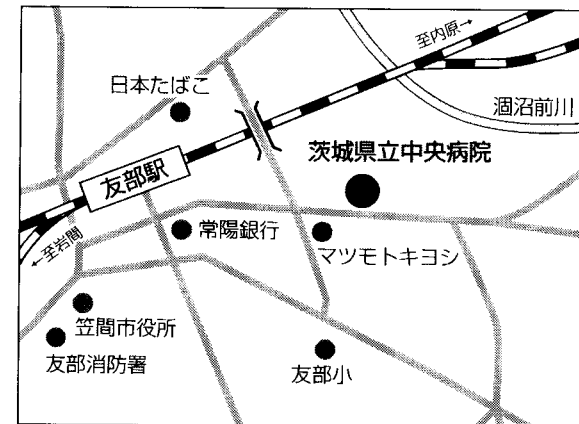 至内原→
日本たばこ
涸沼前川
茨城県立中央病院
友部駅
常陽銀行
マツモトキヨシ
←至岩間
笠間市役所
友部消防署
友部小